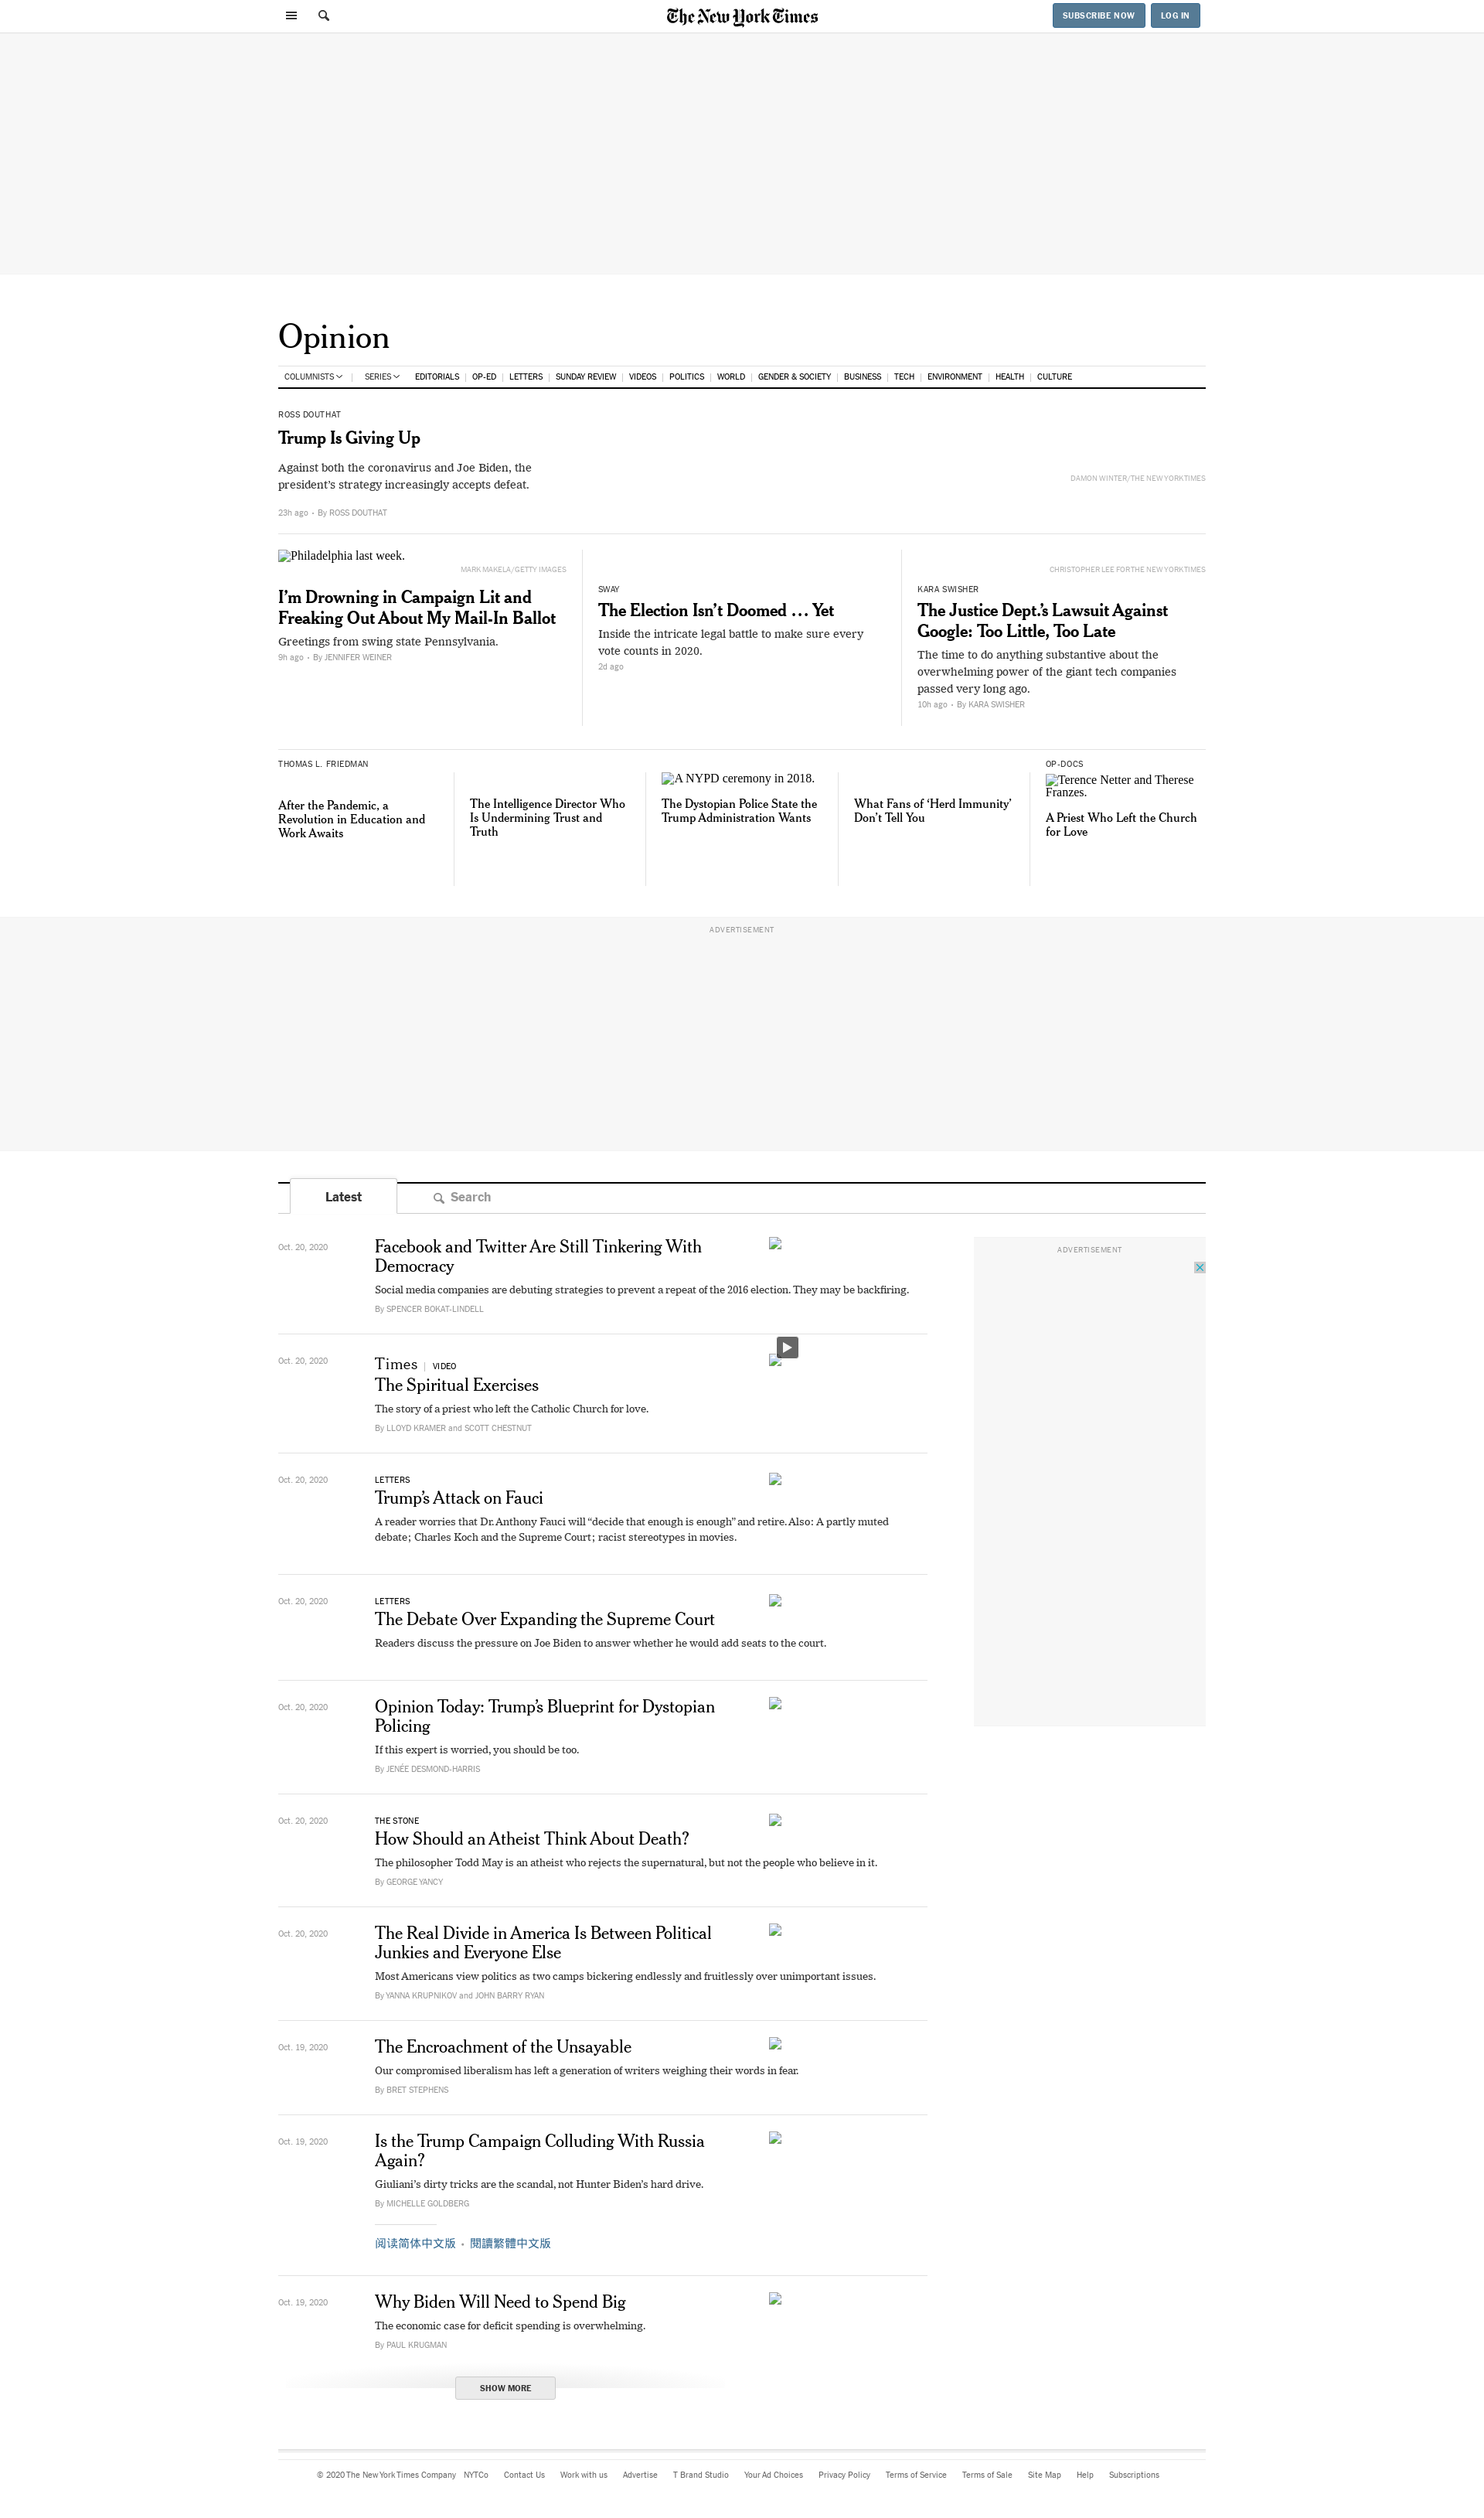 The New York Times
SUBSCRIBE NOW
LOG IN
Opinion
COLUMNISTS | SERIES EDITORIALS | OP-ED | LETTERS | SUNDAY REVIEW | VIDEOS | POLITICS | WORLD | GENDER & SOCIETY | BUSINESS | TECH | ENVIRONMENT | HEALTH | CULTURE
ROSS DOUTHAT
Trump Is Giving Up
Against both the coronavirus and Joe Biden, the
president’s strategy increasingly accepts defeat.
23h ago • By ROSS DOUTHAT
DAMON WINTER/THE NEW YORK TIMES
Philadelphia last week.
MARK MAKELA/GETTY IMAGES
I’m Drowning in Campaign Lit and
Freaking Out About My Mail-In Ballot
Greetings from swing state Pennsylvania.
9h ago • By JENNIFER WEINER
SWAY
The Election Isn’t Doomed … Yet
Inside the intricate legal battle to make sure every
vote counts in 2020.
2d ago
CHRISTOPHER LEE FOR THE NEW YORK TIMES
KARA SWISHER
The Justice Dept.’s Lawsuit Against
Google: Too Little, Too Late
The time to do anything substantive about the
overwhelming power of the giant tech companies
passed very long ago.
10h ago • By KARA SWISHER
THOMAS L. FRIEDMAN
After the Pandemic, a
Revolution in Education and
Work Awaits
The Intelligence Director Who
Is Undermining Trust and
Truth
A NYPD ceremony in 2018.
The Dystopian Police State the
Trump Administration Wants
What Fans of ‘Herd Immunity’
Don’t Tell You
OP-DOCS
Terence Netter and Therese
Franzes.
A Priest Who Left the Church
for Love
ADVERTISEMENT
Latest
Search
Oct. 20, 2020
Facebook and Twitter Are Still Tinkering With
Democracy
Social media companies are debuting strategies to prevent a repeat of the 2016 election. They may be backfiring.
By SPENCER BOKAT-LINDELL
ADVERTISEMENT
Oct. 20, 2020
Times | VIDEO
The Spiritual Exercises
The story of a priest who left the Catholic Church for love.
By LLOYD KRAMER and SCOTT CHESTNUT
Oct. 20, 2020
LETTERS
Trump’s Attack on Fauci
A reader worries that Dr. Anthony Fauci will “decide that enough is enough” and retire. Also: A partly muted
debate; Charles Koch and the Supreme Court; racist stereotypes in movies.
Oct. 20, 2020
LETTERS
The Debate Over Expanding the Supreme Court
Readers discuss the pressure on Joe Biden to answer whether he would add seats to the court.
Oct. 20, 2020
Opinion Today: Trump’s Blueprint for Dystopian
Policing
If this expert is worried, you should be too.
By JENÉE DESMOND-HARRIS
Oct. 20, 2020
THE STONE
How Should an Atheist Think About Death?
The philosopher Todd May is an atheist who rejects the supernatural, but not the people who believe in it.
By GEORGE YANCY
Oct. 20, 2020
The Real Divide in America Is Between Political
Junkies and Everyone Else
Most Americans view politics as two camps bickering endlessly and fruitlessly over unimportant issues.
By YANNA KRUPNIKOV and JOHN BARRY RYAN
Oct. 19, 2020
The Encroachment of the Unsayable
Our compromised liberalism has left a generation of writers weighing their words in fear.
By BRET STEPHENS
Oct. 19, 2020
Is the Trump Campaign Colluding With Russia
Again?
Giuliani’s dirty tricks are the scandal, not Hunter Biden’s hard drive.
By MICHELLE GOLDBERG
阅读简体中文版 • 閱讀繁體中文版
Oct. 19, 2020
Why Biden Will Need to Spend Big
The economic case for deficit spending is overwhelming.
By PAUL KRUGMAN
SHOW MORE
© 2020 The New York Times Company NYTCo Contact Us Work with us Advertise T Brand Studio Your Ad Choices Privacy Policy Terms of Service Terms of Sale Site Map Help Subscriptions